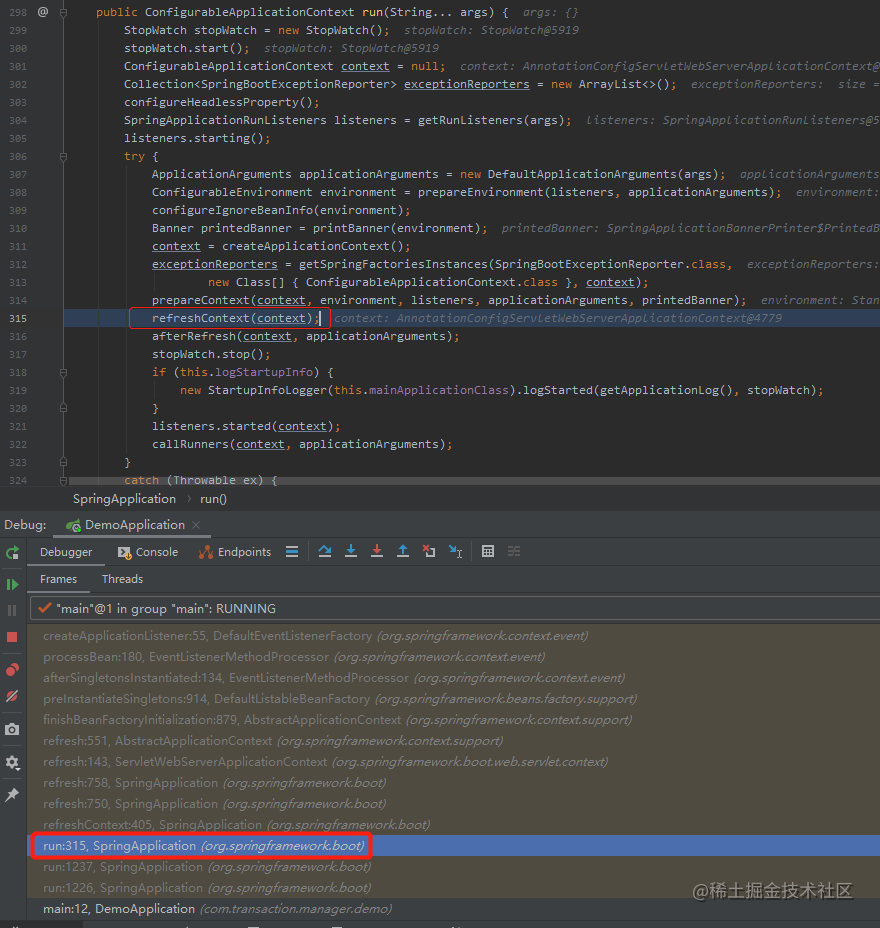 298 @ public ConfigurableApplicationContext run(String... args) { args: {}
299 StopWatch stopWatch = new StopWatch(); stopWatch: StopWatch@5919
300 stopWatch.start(); stopWatch: StopWatch@5919
301 ConfigurableApplicationContext context = null; context: AnnotationConfigServletWebServerApplicationContext@
302 Collection<SpringBootExceptionReporter> exceptionReporters = new ArrayList<>(); exceptionReporters: size =
303 configureHeadlessProperty();
304 SpringApplicationRunListeners listeners = getRunListeners(args); listeners: SpringApplicationRunListeners@5
305 listeners.starting();
306 try {
307 ApplicationArguments applicationArguments = new DefaultApplicationArguments(args); applicationArguments
308 ConfigurableEnvironment environment = prepareEnvironment(listeners, applicationArguments); environment:
309 configureIgnoreBeanInfo(environment);
310 Banner printedBanner = printBanner(environment); printedBanner: SpringApplicationBannerPrinter$PrintedB
311 context = createApplicationContext();
312 exceptionReporters = getSpringFactoriesInstances(SpringBootExceptionReporter.class, exceptionReporters:
313 new Class[] { ConfigurableApplicationContext.class }, context);
314 prepareContext(context, environment, listeners, applicationArguments, printedBanner); environment: Stan
315 refreshContext(context); context: AnnotationConfigServletWebServerApplicationContext@4779
316 afterRefresh(context, applicationArguments);
317 stopWatch.stop();
318 if (this.logStartupInfo) {
319 new StartupInfoLogger(this.mainApplicationClass).logStarted(getApplicationLog(), stopWatch);
320 }
321 listeners.started(context);
322 callRunners(context, applicationArguments);
323 }
324 catch (Throwable ex) {
SpringApplication › run()
Debug: DemoApplication ×
Debugger Console Endpoints
Frames Threads
"main"@1 in group "main": RUNNING
createApplicationListener:55, DefaultEventListenerFactory (org.springframework.context.event)
processBean:180, EventListenerMethodProcessor (org.springframework.context.event)
afterSingletonsInstantiated:134, EventListenerMethodProcessor (org.springframework.context.event)
preInstantiateSingletons:914, DefaultListableBeanFactory (org.springframework.beans.factory.support)
finishBeanFactoryInitialization:879, AbstractApplicationContext (org.springframework.context.support)
refresh:551, AbstractApplicationContext (org.springframework.context.support)
refresh:143, ServletWebServerApplicationContext (org.springframework.boot.web.servlet.context)
refresh:758, SpringApplication (org.springframework.boot)
refresh:750, SpringApplication (org.springframework.boot)
refreshContext:405, SpringApplication (org.springframework.boot)
run:315, SpringApplication (org.springframework.boot)
run:1237, SpringApplication (org.springframework.boot)
run:1226, SpringApplication (org.springframework.boot)
main:12, DemoApplication (com.transaction.manager.demo)
@稀土掘金技术社区